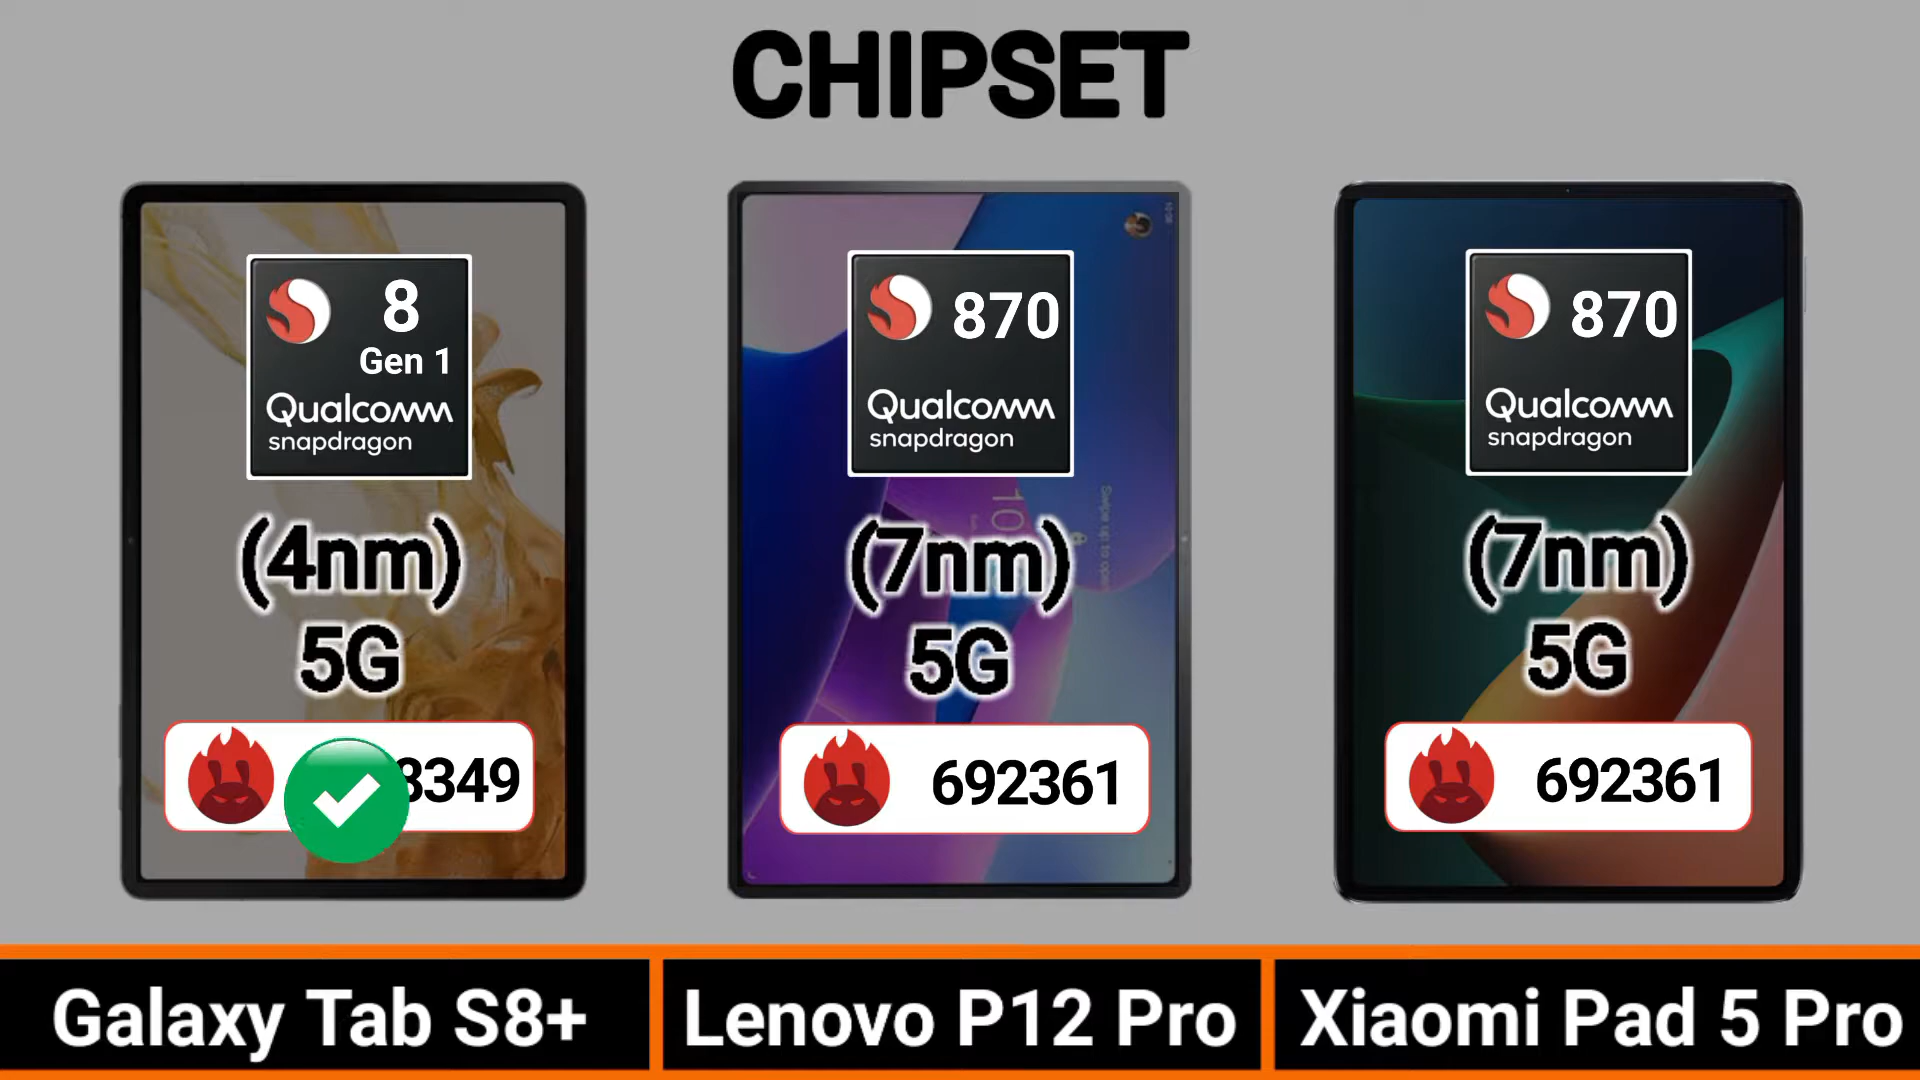 CHIPSET
8
Gen 1
Qualcomm
snapdragon
(4nm)
5G
3349
870
Qualcomm
snapdragon
(7nm)
5G
692361
870
Qualcomm
snapdragon
(7nm)
5G
692361
Galaxy Tab S8+
Lenovo P12 Pro
Xiaomi Pad 5 Pro